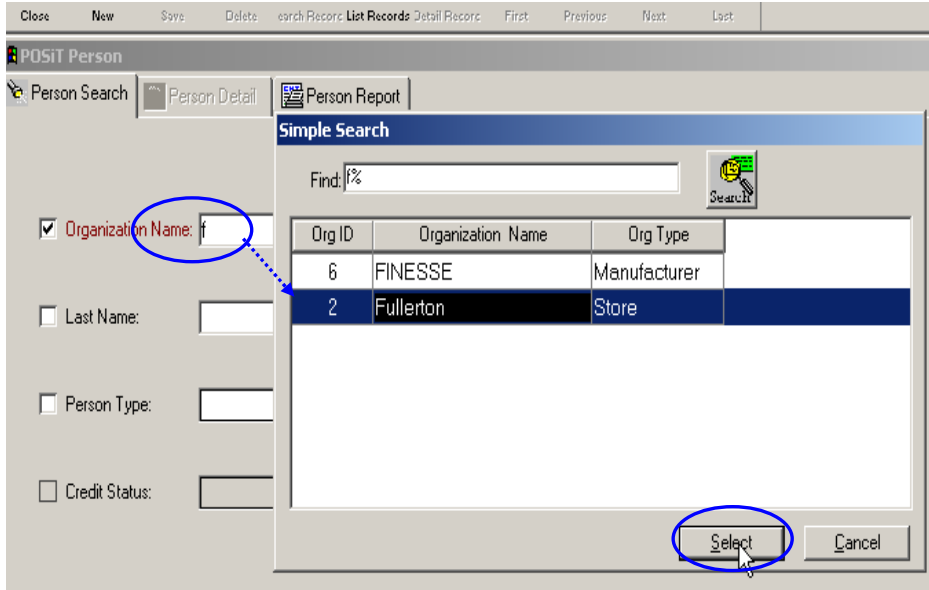 Close New Save Delete earch Recorc List Records Detail Recorc First Previous Next Last
POSiT Person
Person Search Person Detail Person Report
Simple Search
Find: f%
Search
Organization Name: f
Org ID Organization Name Org Type
6 FINESSE Manufacturer
2 Fullerton Store
Last Name:
Person Type:
Credit Status:
Select Cancel